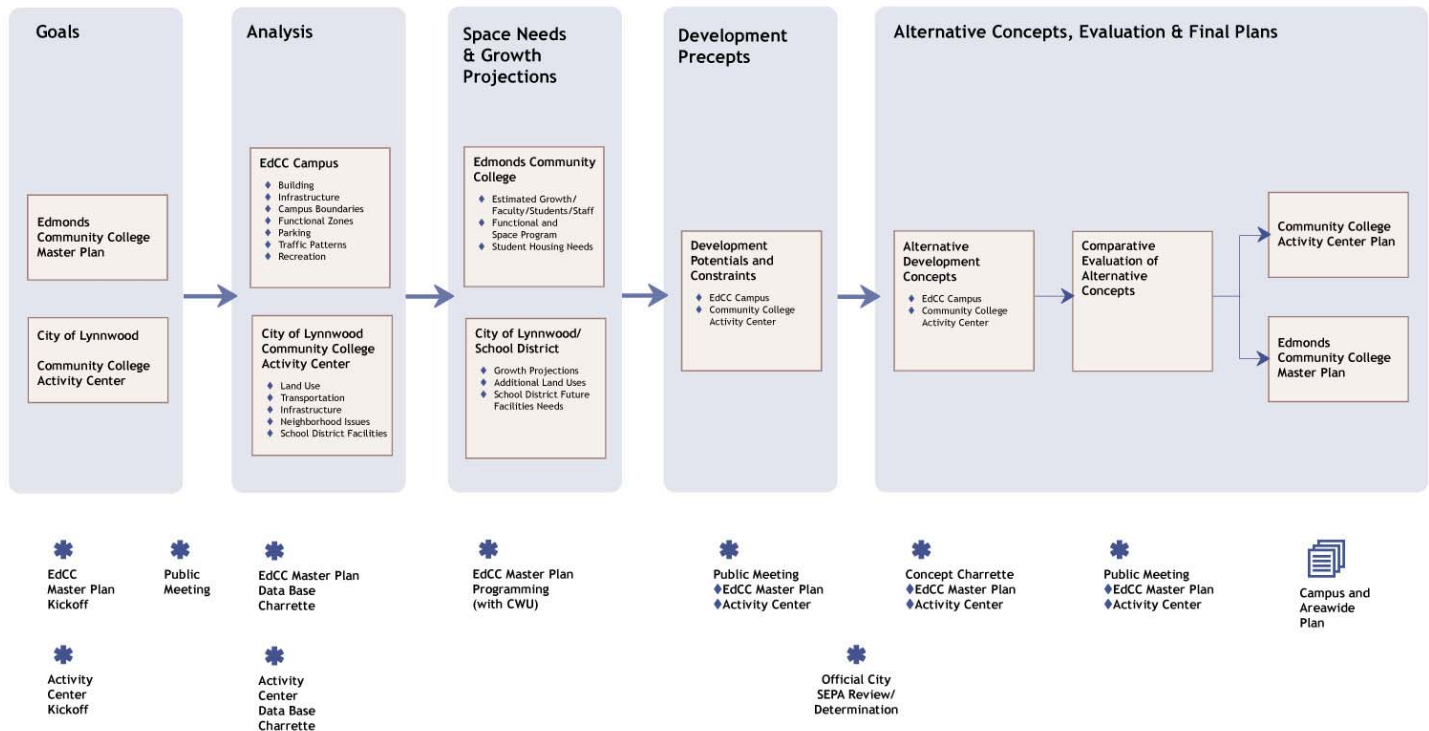 Goals
Edmonds
Community College
Master Plan
City of Lynnwood
Community College
Activity Center
Analysis
EdCC Campus
♦ Building
♦ Infrastructure
♦ Campus Boundaries
♦ Functional Zones
♦ Parking
♦ Traffic Patterns
♦ Recreation
City of Lynnwood
Community College
Activity Center
♦ Land Use
♦ Transportation
♦ Infrastructure
♦ Neighborhood Issues
♦ School District Facilities
Space Needs
& Growth
Projections
Edmonds Community
College
♦ Estimated Growth/
Faculty/Students/Staff
♦ Functional and
Space Program
♦ Student Housing Needs
City of Lynnwood/
School District
♦ Growth Projections
♦ Additional Land Uses
♦ School District Future
Facilities Needs
Development
Precepts
Development
Potentials and
Constraints
♦ EdCC Campus
♦ Community College
Activity Center
Alternative Concepts, Evaluation & Final Plans
Alternative
Development
Concepts
♦ EdCC Campus
♦ Community College
Activity Center
Comparative
Evaluation of
Alternative
Concepts
Community College
Activity Center Plan
Edmonds
Community College
Master Plan
EdCC
Master Plan
Kickoff
Public
Meeting
EdCC Master Plan
Data Base
Charrette
EdCC Master Plan
Programming
(with CWU)
Public Meeting
♦EdCC Master Plan
♦Activity Center
Concept Charrette
♦EdCC Master Plan
♦Activity Center
Public Meeting
♦EdCC Master Plan
♦Activity Center
Campus and
Areawide
Plan
Activity
Center
Kickoff
Activity
Center
Data Base
Charrette
Official City
SEPA Review/
Determination